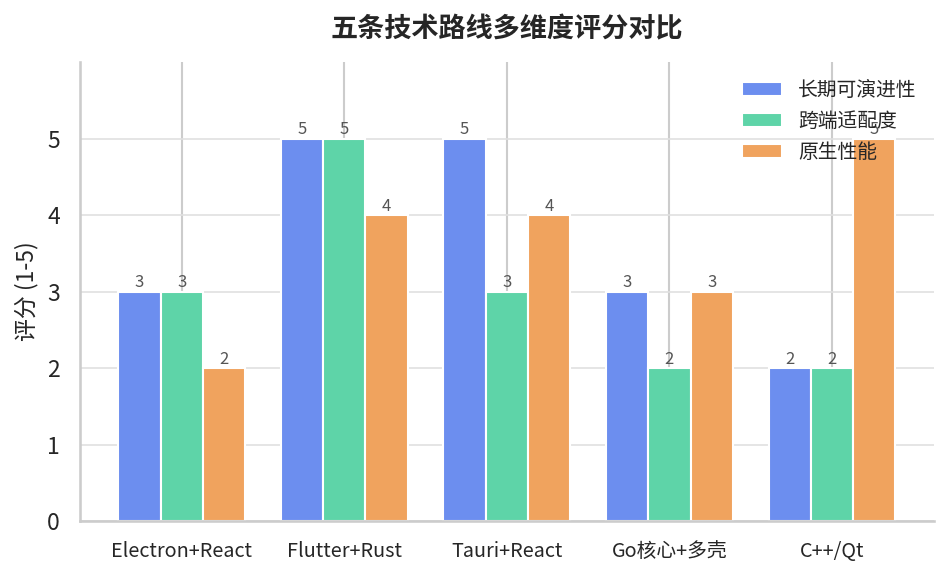 五条技术路线多维度评分对比
长期可演进性
跨端适配度
原生性能
评分 (1-5)
5
4
3
2
1
0
3
3
2
5
5
4
5
3
4
3
2
3
2
2
5
Electron+React
Flutter+Rust
Tauri+React
Go核心+多壳
C++/Qt